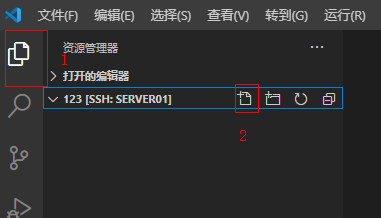 文件(F) 编辑(E) 选择(S) 查看(V) 转到(G) 运行(R)
资源管理器
1
打开的编辑器
123 [SSH: SERVER01]
2